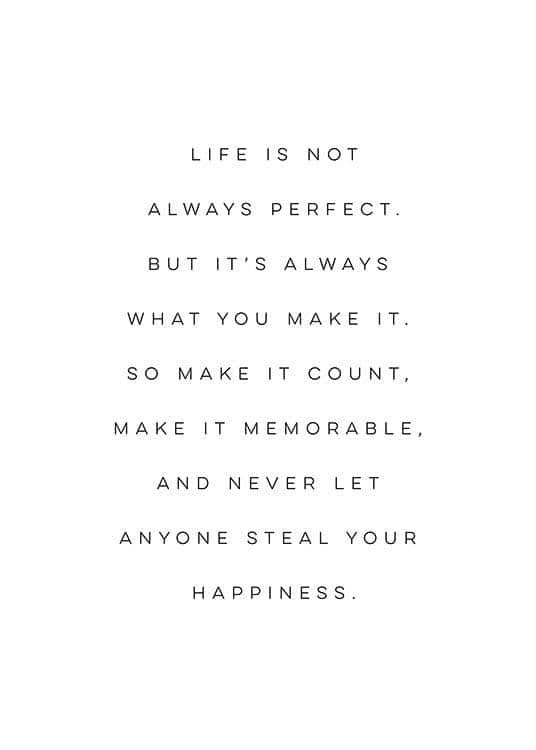 LIFE IS NOT
ALWAYS PERFECT.
BUT IT'S ALWAYS
WHAT YOU MAKE IT.
SO MAKE IT COUNT,
MAKE IT MEMORABLE,
AND NEVER LET
ANYONE STEAL YOUR
HAPPINESS.